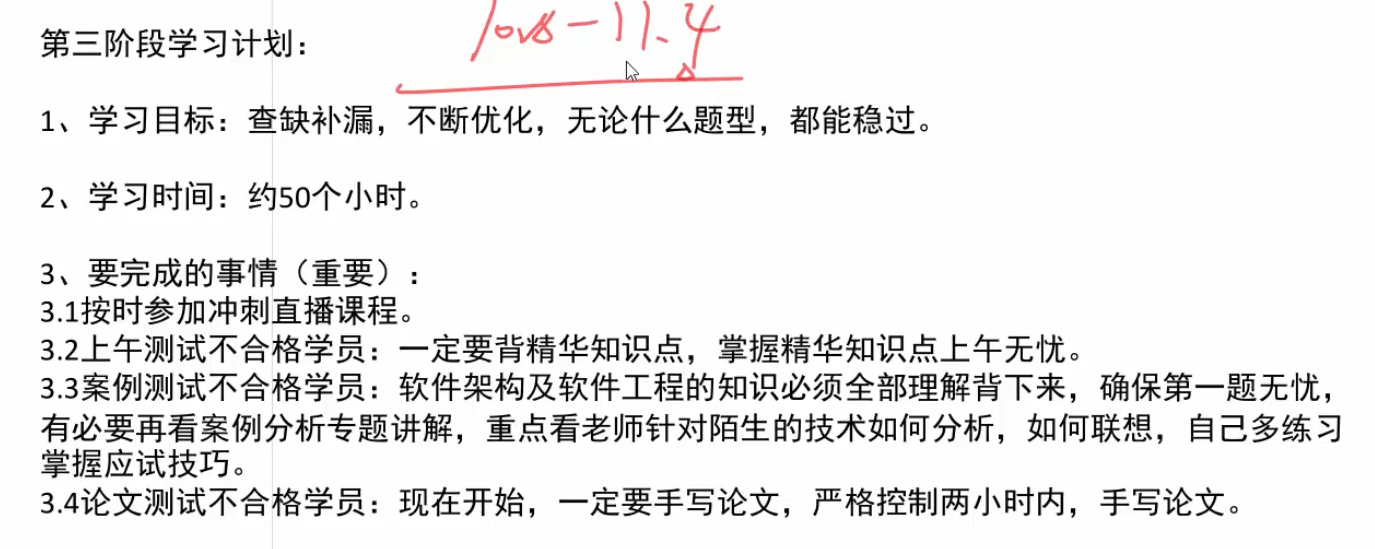 第三阶段学习计划：
1、学习目标：查缺补漏，不断优化，无论什么题型，都能稳过。
2、学习时间：约50个小时。
3、要完成的事情（重要）：
3.1按时参加冲刺直播课程。
3.2上午测试不合格学员：一定要背精华知识点，掌握精华知识点上午无忧。
3.3案例测试不合格学员：软件架构及软件工程的知识必须全部理解背下来，确保第一题无忧，
有必要再看案例分析专题讲解，重点看老师针对陌生的技术如何分析，如何联想，自己多练习
掌握应试技巧。
3.4论文测试不合格学员：现在开始，一定要手写论文，严格控制两小时内，手写论文。